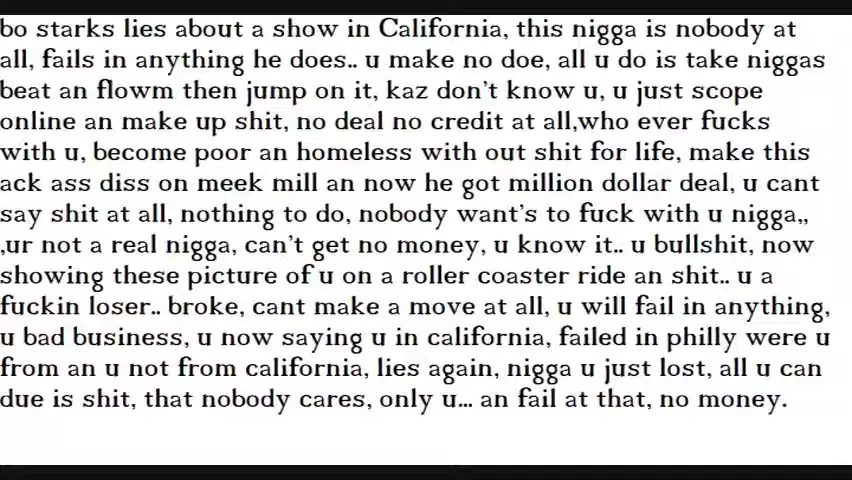 bo starks lies about a show in California, this nigga is nobody at
all, fails in anything he does.. u make no doe, all u do is take niggas
beat an flowm then jump on it, kaz don't know u, u just scope
online an make up shit, no deal no credit at all,who ever fucks
with u, become poor an homeless with out shit for life, make this
ack ass diss on meek mill an now he got million dollar deal, u cant
say shit at all, nothing to do, nobody want's to fuck with u nigga,,
,ur not a real nigga, can't get no money, u know it.. u bullshit, now
showing these picture of u on a roller coaster ride an shit.. u a
fuckin loser.. broke, cant make a move at all, u will fail in anything,
u bad business, u now saying u in california, failed in philly were u
from an u not from california, lies again, nigga u just lost, all u can
due is shit, that nobody cares, only u... an fail at that, no money.